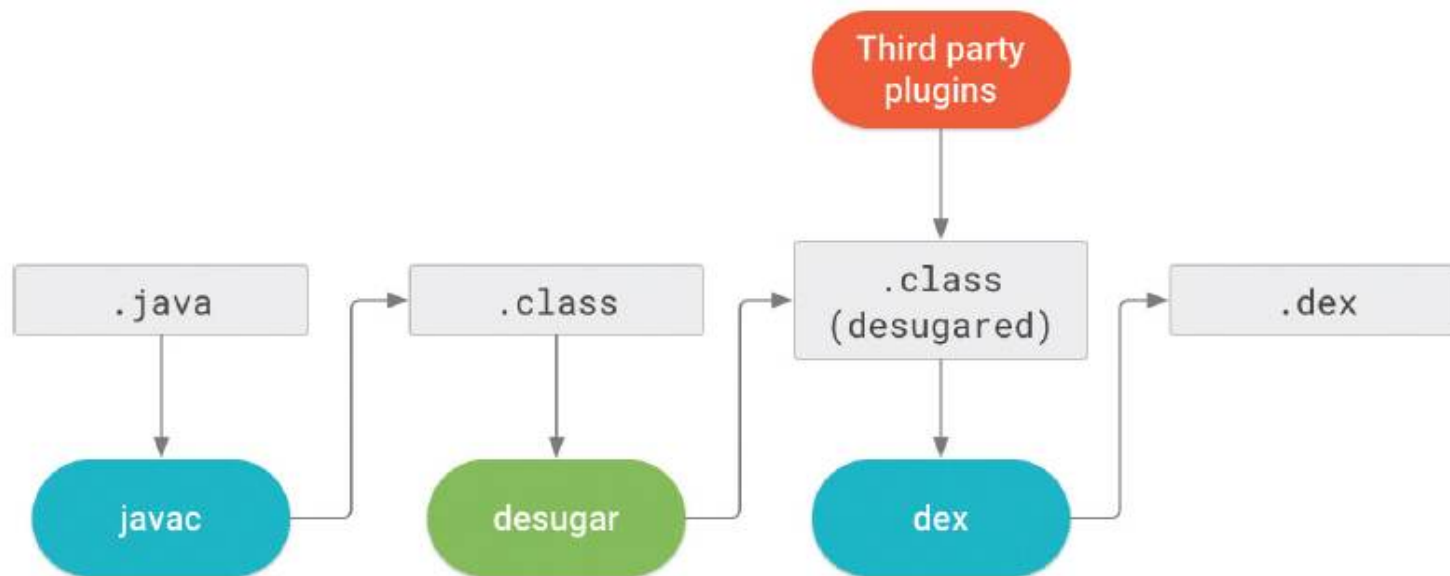 Third party
plugins
.java
.class
.class
(desugared)
.dex
javac
desugar
dex